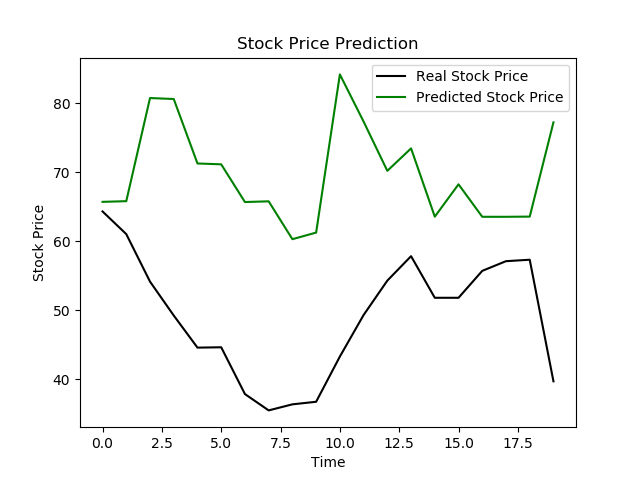 Stock Price Prediction
Real Stock Price
Predicted Stock Price
Stock Price
80
70
60
50
40
0.0 2.5 5.0 7.5 10.0 12.5 15.0 17.5
Time